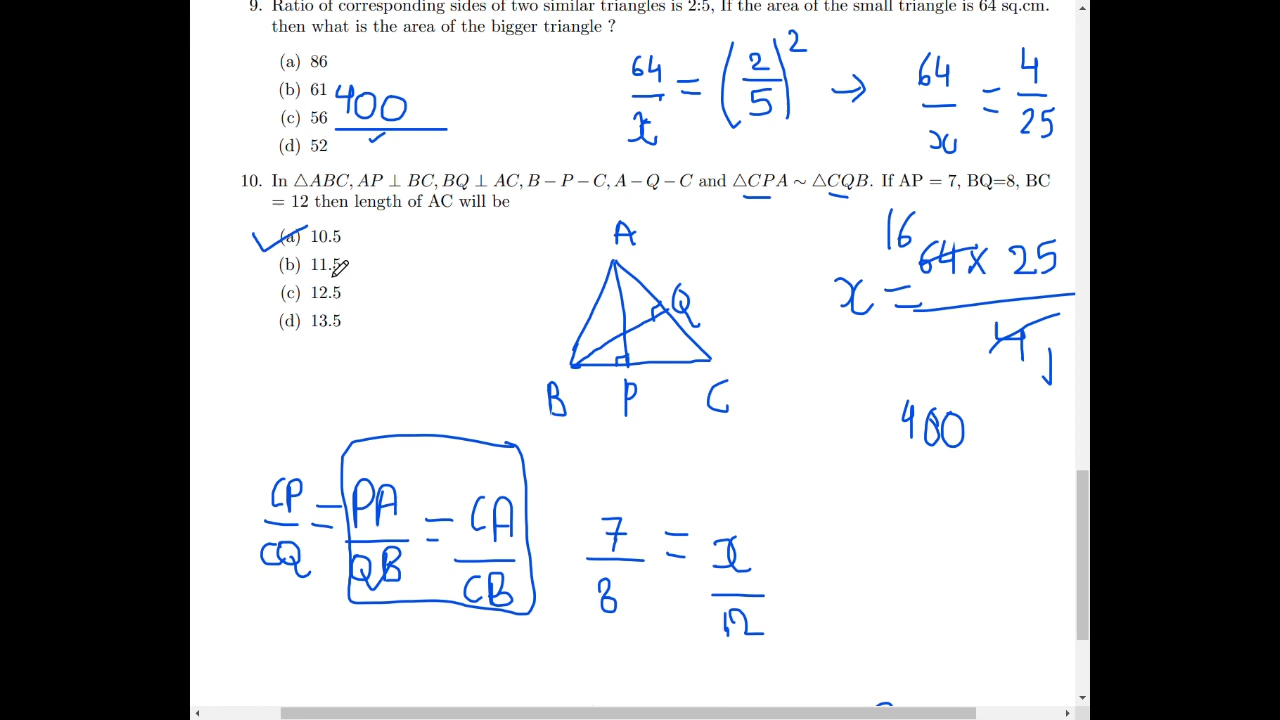 9. Ratio of corresponding sides of two similar triangles is 2:5, If the area of the small triangle is 64 sq.cm.
then what is the area of the bigger triangle ?
(a) 86
(b) 61
(c) 56
(d) 52
400
64/x = (2/5)² → 64/x = 4/25
10. In △ABC, AP ⊥ BC, BQ ⊥ AC, B − P − C, A − Q − C and △CPA ∼ △CQB. If AP = 7, BQ=8, BC
= 12 then length of AC will be
(a) 10.5
(b) 11.5
(c) 12.5
(d) 13.5
A
Q
B P C
16
x = 64 x 25
4 1
400
CP/CQ = PA/QB = CA/CB
7/8 = x/12